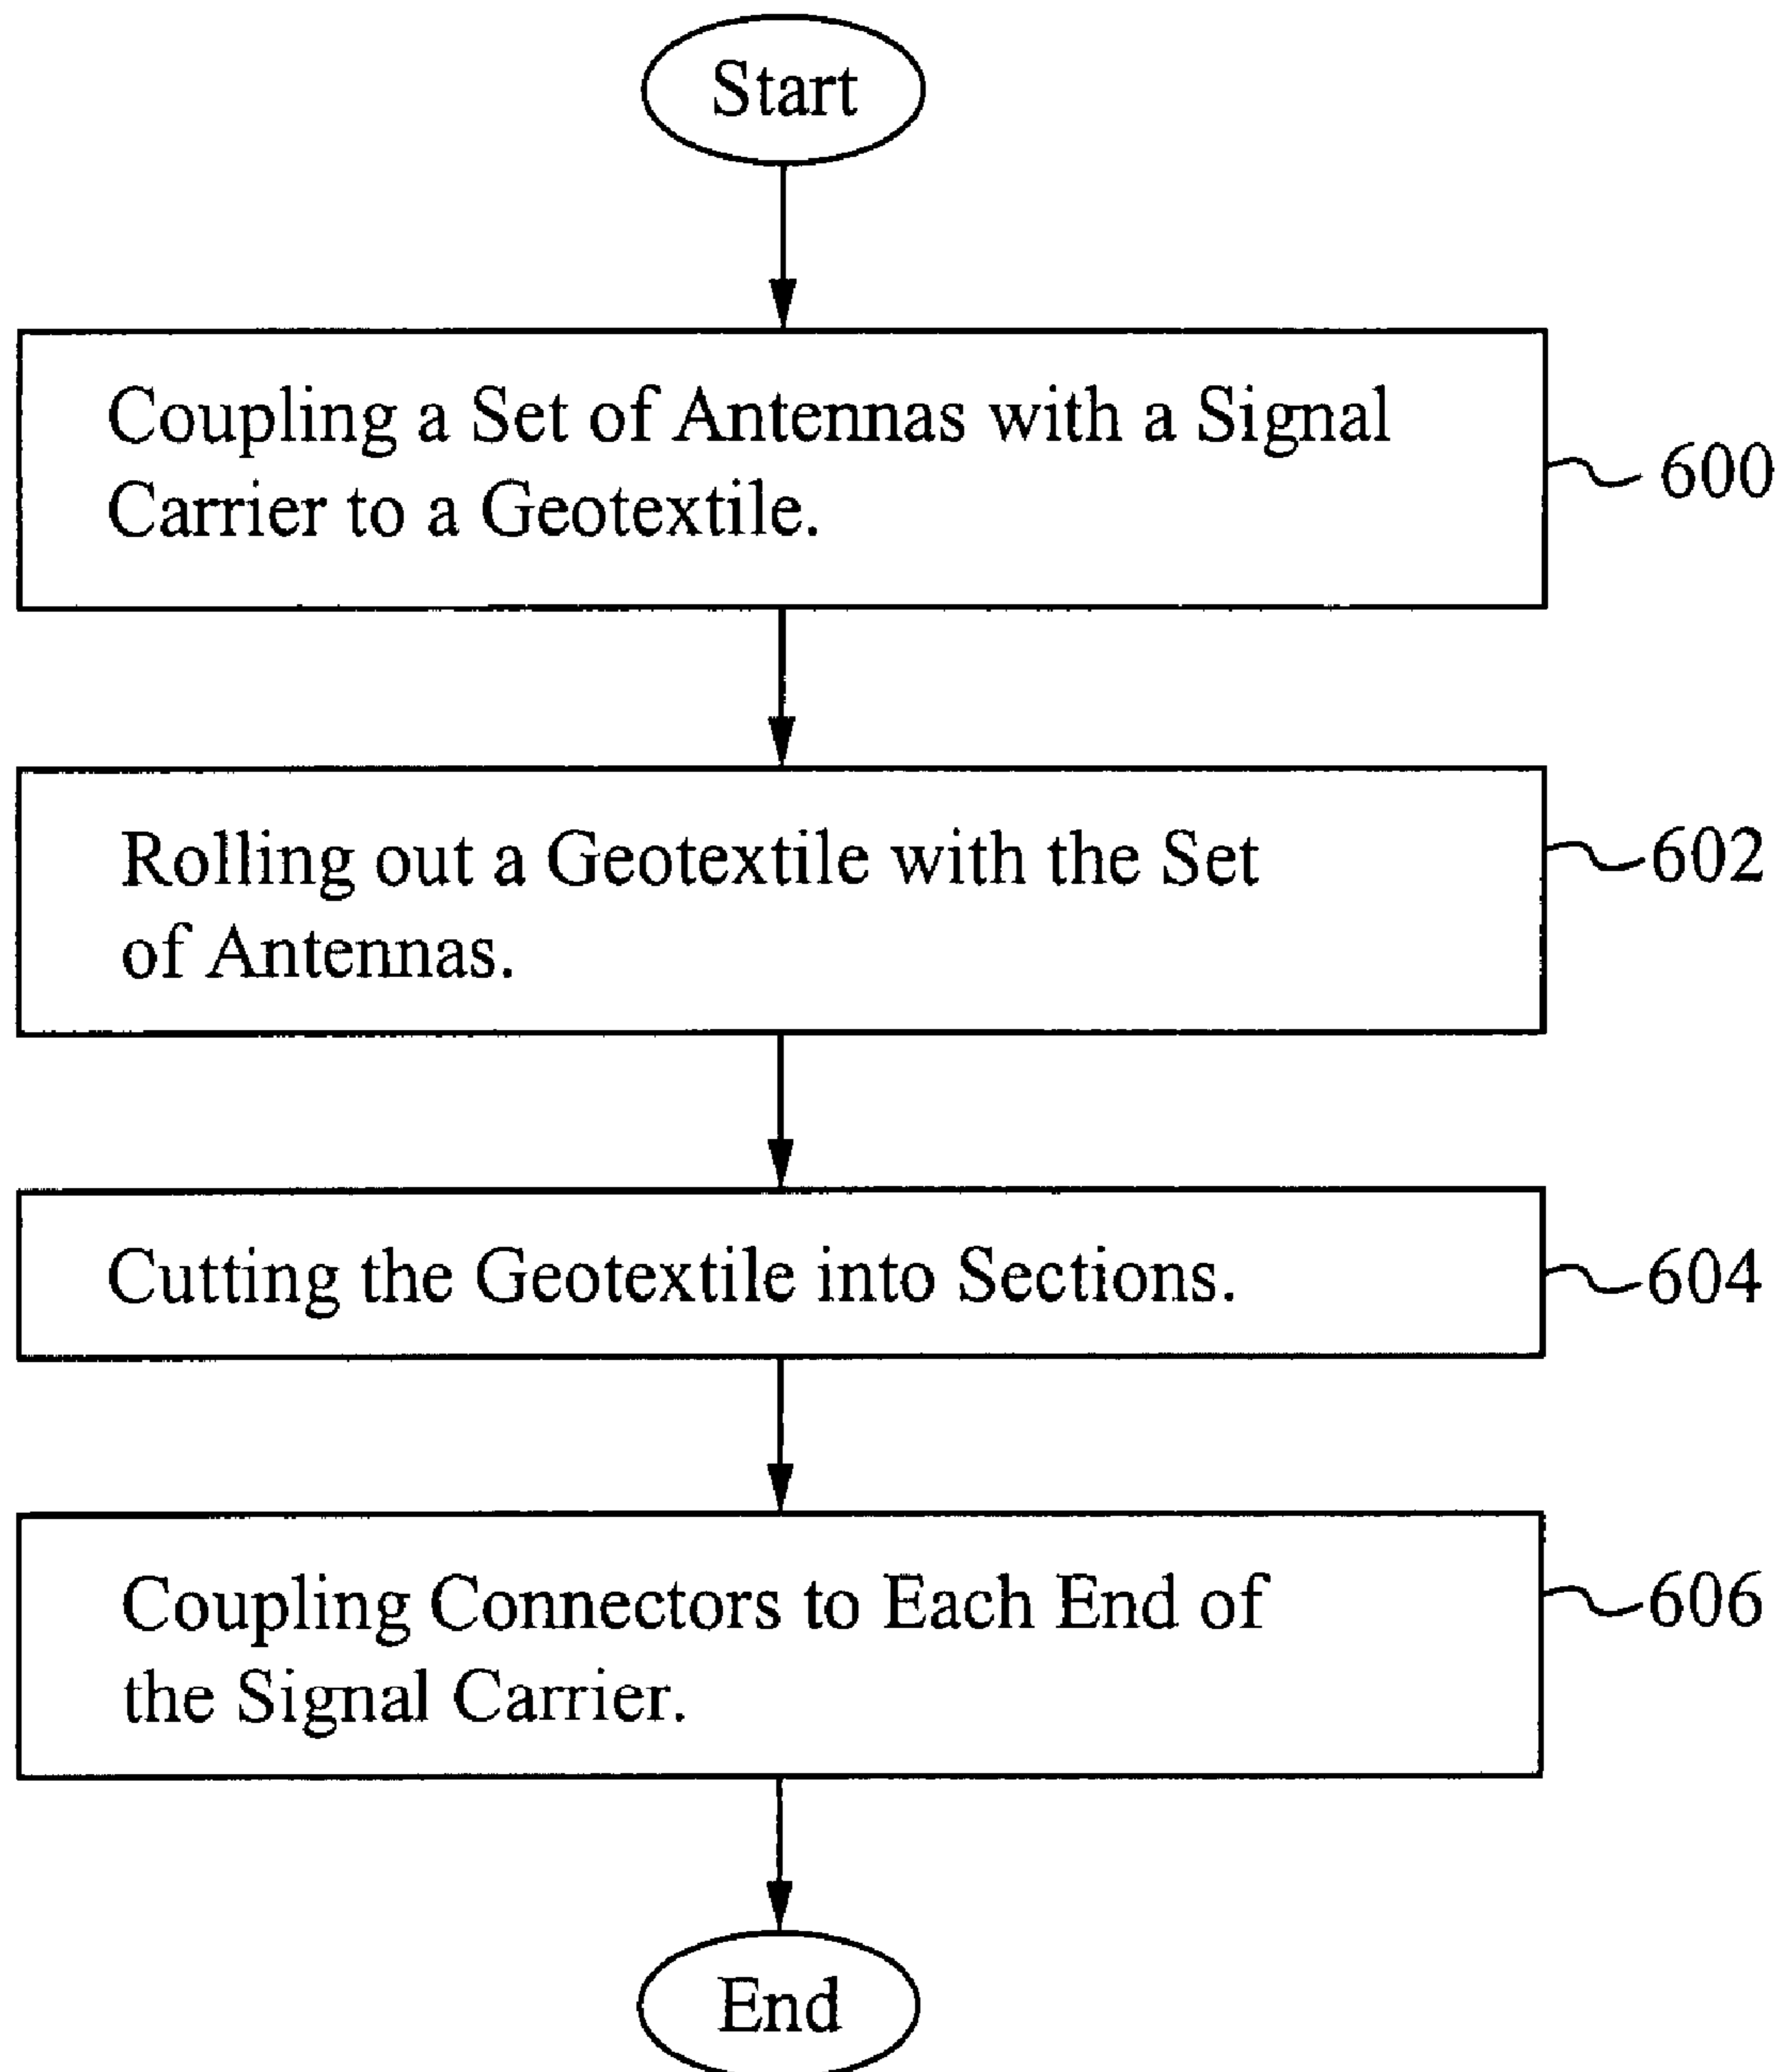 Start
Coupling a Set of Antennas with a Signal
Carrier to a Geotextile.
600
Rolling out a Geotextile with the Set
of Antennas.
602
Cutting the Geotextile into Sections.
604
Coupling Connectors to Each End of
the Signal Carrier.
606
End